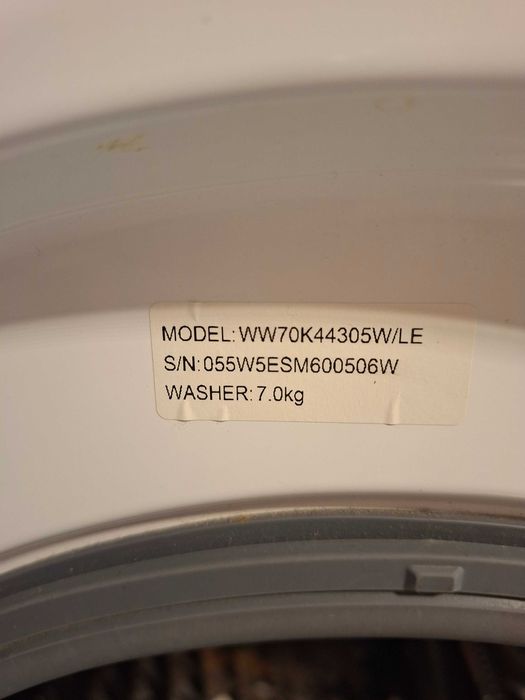 MODEL: WW70K44305W/LE
S/N: 055W5ESM600506W
WASHER: 7.0kg